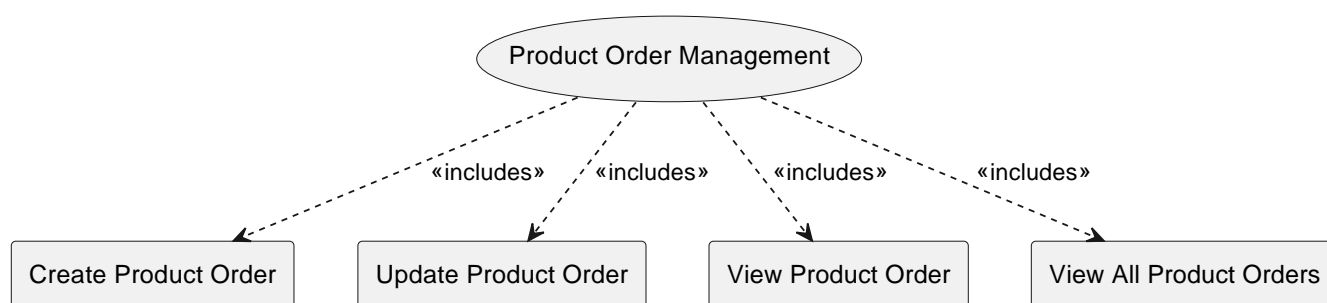 Product Order Management
«includes»
«includes»
«includes»
«includes»
Create Product Order
Update Product Order
View Product Order
View All Product Orders